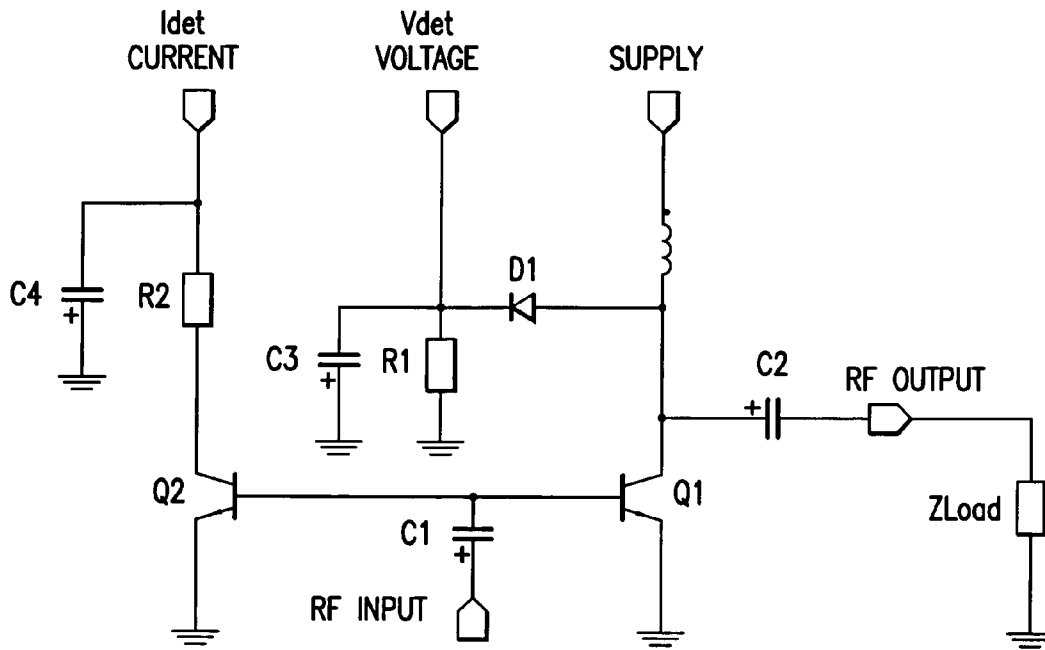 Idet
CURRENT
Vdet
VOLTAGE
SUPPLY
D1
C4
+
R2
C3
+
R1
C2
+
RF OUTPUT
Q2
Q1
C1
+
ZLoad
RF INPUT